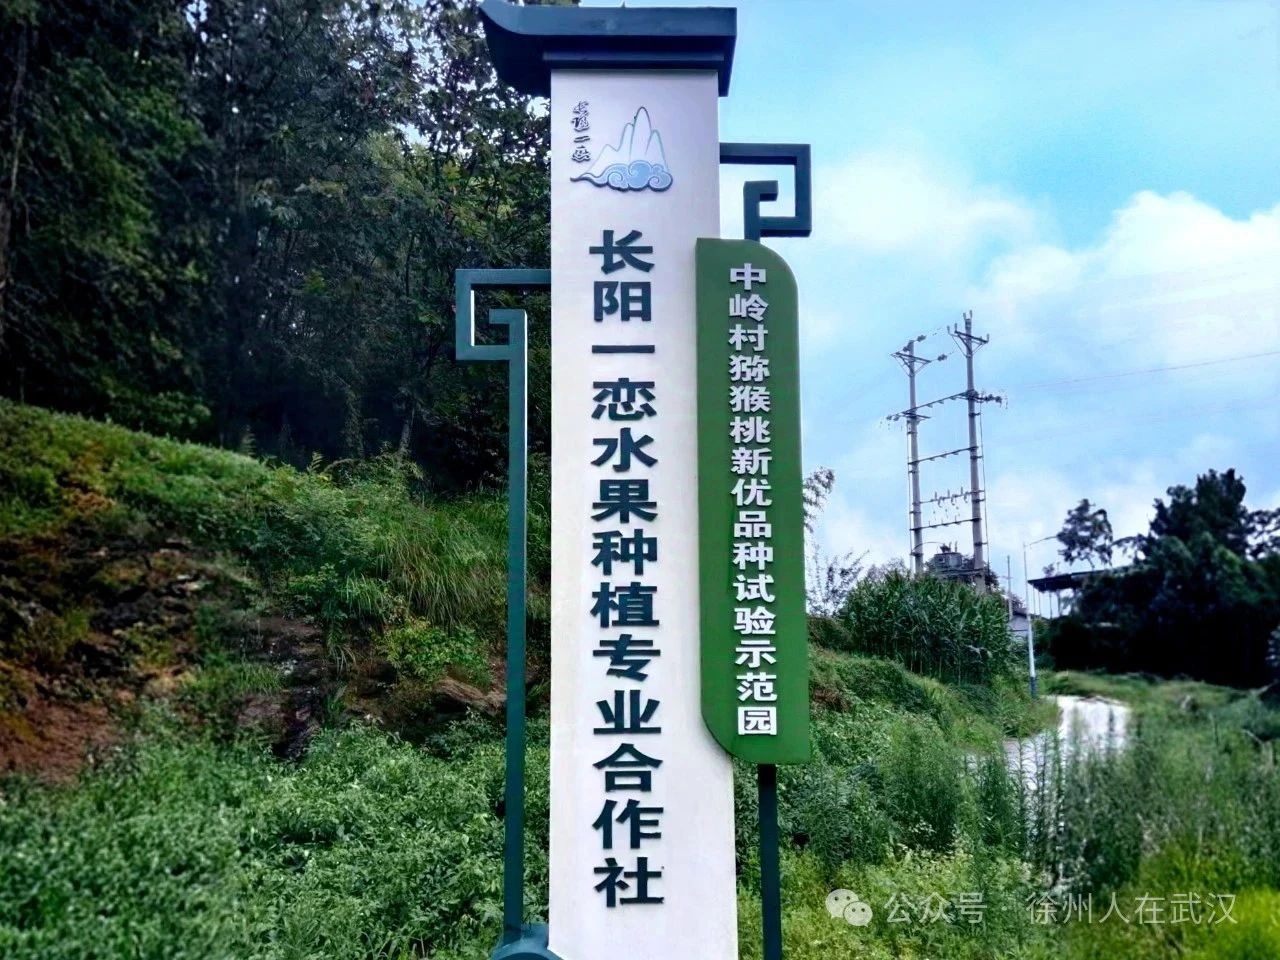 长阳一恋水果种植专业合作社
中岭村猕猴桃新优品种试验示范园
公众号 · 徐州人在武汉